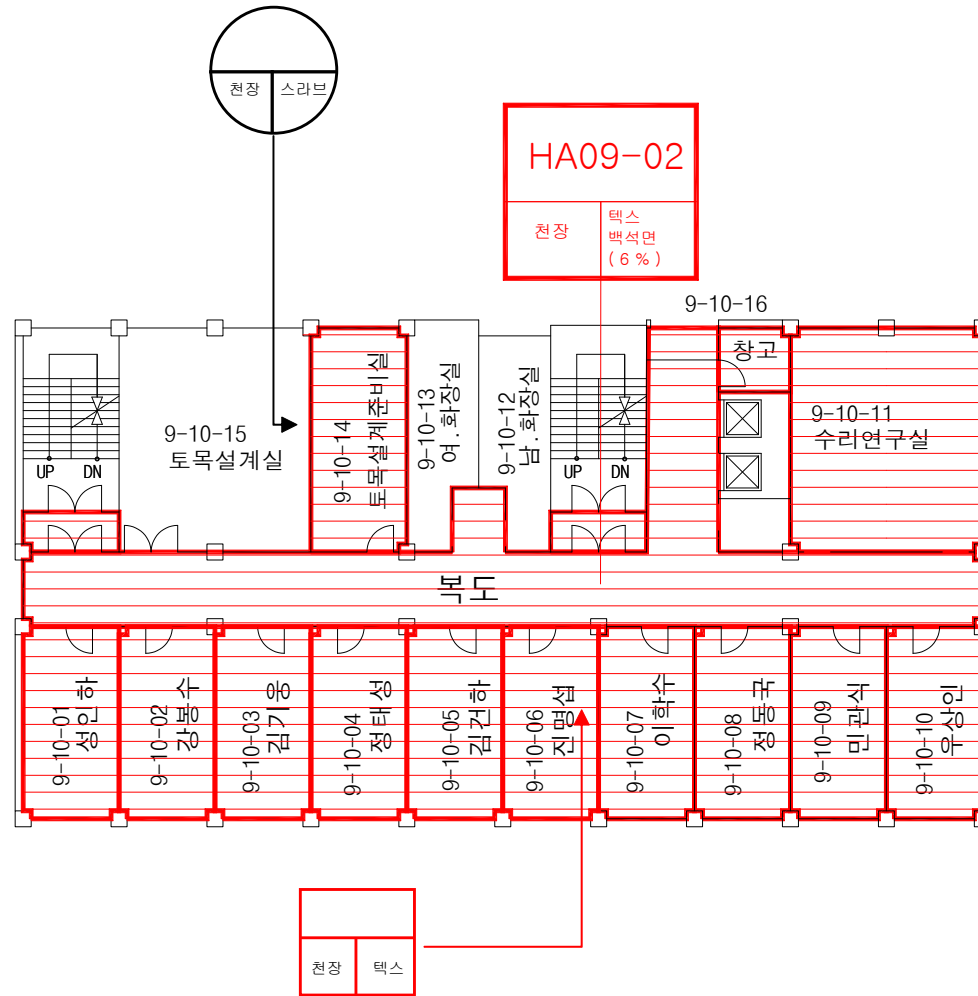 천장 스라브
HA09-02
천장
텍스
백석면
( 6 % )
9-10-16
창고
9-10-15
토목설계실
9-10-14
토목설계준비실
9-10-13
여.화장실
9-10-12
남.화장실
9-10-11
수리연구실
UP DN
UP DN
복도
9-10-01
성인하
9-10-02
강봉수
9-10-03
김기웅
9-10-04
정태성
9-10-05
김건하
9-10-06
진명섭
9-10-07
이학수
9-10-08
정동국
9-10-09
민관식
9-10-10
우상인
천장 텍스